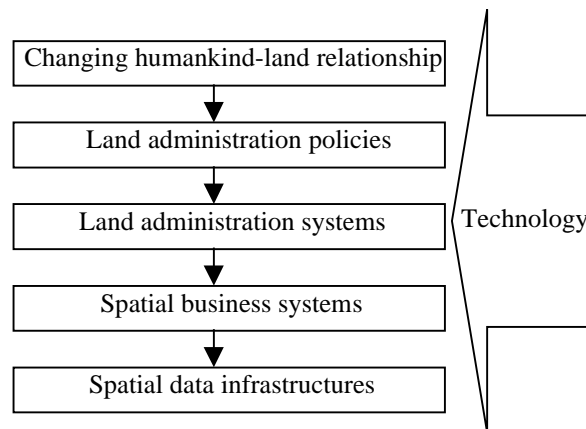 Changing humankind-land relationship
Land administration policies
Land administration systems
Technology
Spatial business systems
Spatial data infrastructures